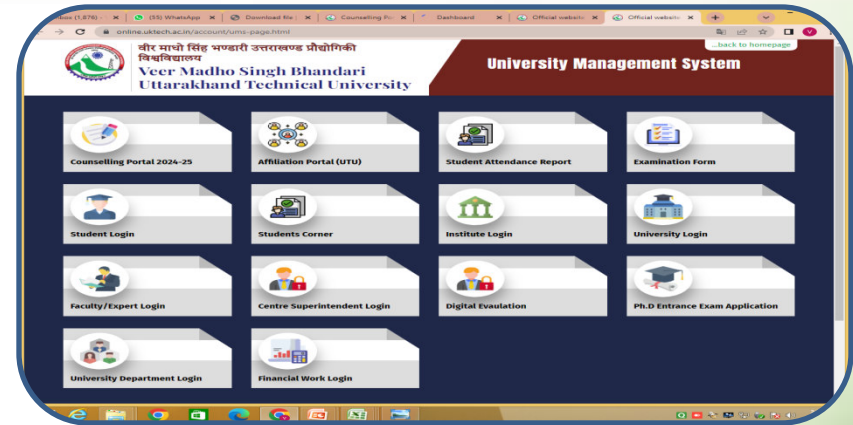 (1,878)
(55) WhatsApp
Download file
Counselling Po
Dashboard
Official website
Official website
online.uktech.ac.in/account/ums-page.html
...back to homepage
वीर माधो सिंह भण्डारी उत्तराखण्ड प्रौद्योगिकी
विश्वविद्यालय
Veer Madho Singh Bhandari
Uttarakhand Technical University
University Management System
Counselling Portal 2024-25
Affiliation Portal (UTU)
Student Attendance Report
Examination Form
Student Login
Students Corner
Institute Login
University Login
Faculty/Expert Login
Centre Superintendent Login
Digital Evaulation
Ph.D Entrance Exam Application
University Department Login
Financial Work Login